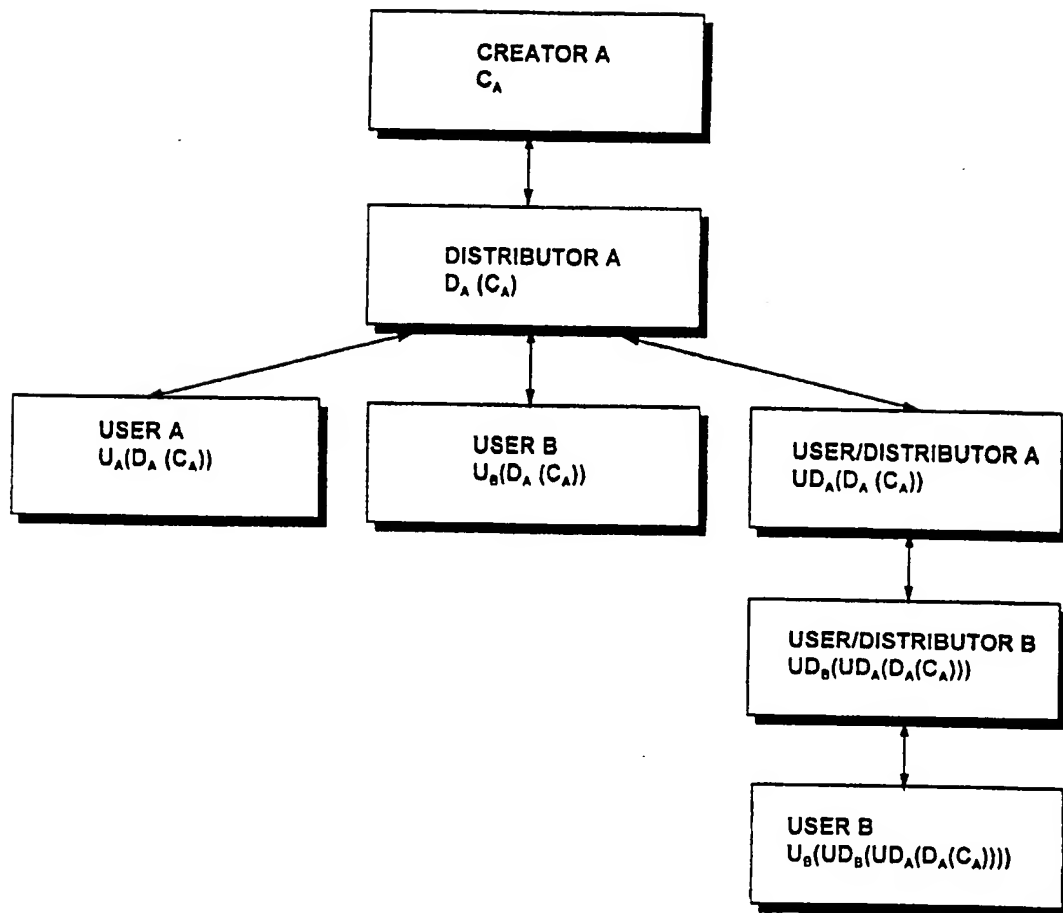 CREATOR A
C_A
DISTRIBUTOR A
D_A (C_A)
USER A
U_A(D_A (C_A))
USER B
U_B(D_A (C_A))
USER/DISTRIBUTOR A
UD_A(D_A (C_A))
USER/DISTRIBUTOR B
UD_B(UD_A(D_A(C_A)))
USER B
U_B(UD_B(UD_A(D_A(C_A))))